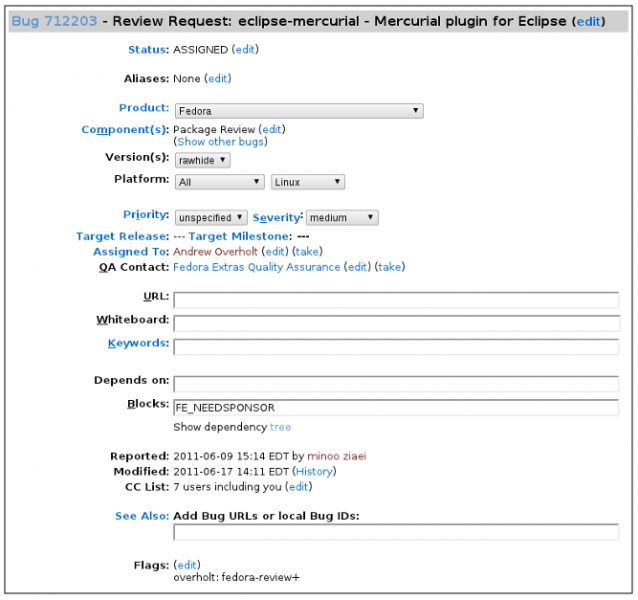 Bug 712203 - Review Request: eclipse-mercurial - Mercurial plugin for Eclipse (edit)
Status: ASSIGNED (edit)
Aliases: None (edit)
Product: Fedora
Component(s): Package Review (edit)
(Show other bugs)
Version(s): rawhide
Platform: All Linux
Priority: unspecified Severity: medium
Target Release: --- Target Milestone: ---
Assigned To: Andrew Overholt (edit) (take)
QA Contact: Fedora Extras Quality Assurance (edit) (take)
URL:
Whiteboard:
Keywords:
Depends on:
Blocks: FE_NEEDSPONSOR
Show dependency tree
Reported: 2011-06-09 15:14 EDT by minoo ziaei
Modified: 2011-06-17 14:11 EDT (History)
CC List: 7 users including you (edit)
See Also: Add Bug URLs or local Bug IDs:
Flags: (edit)
overholt: fedora-review+